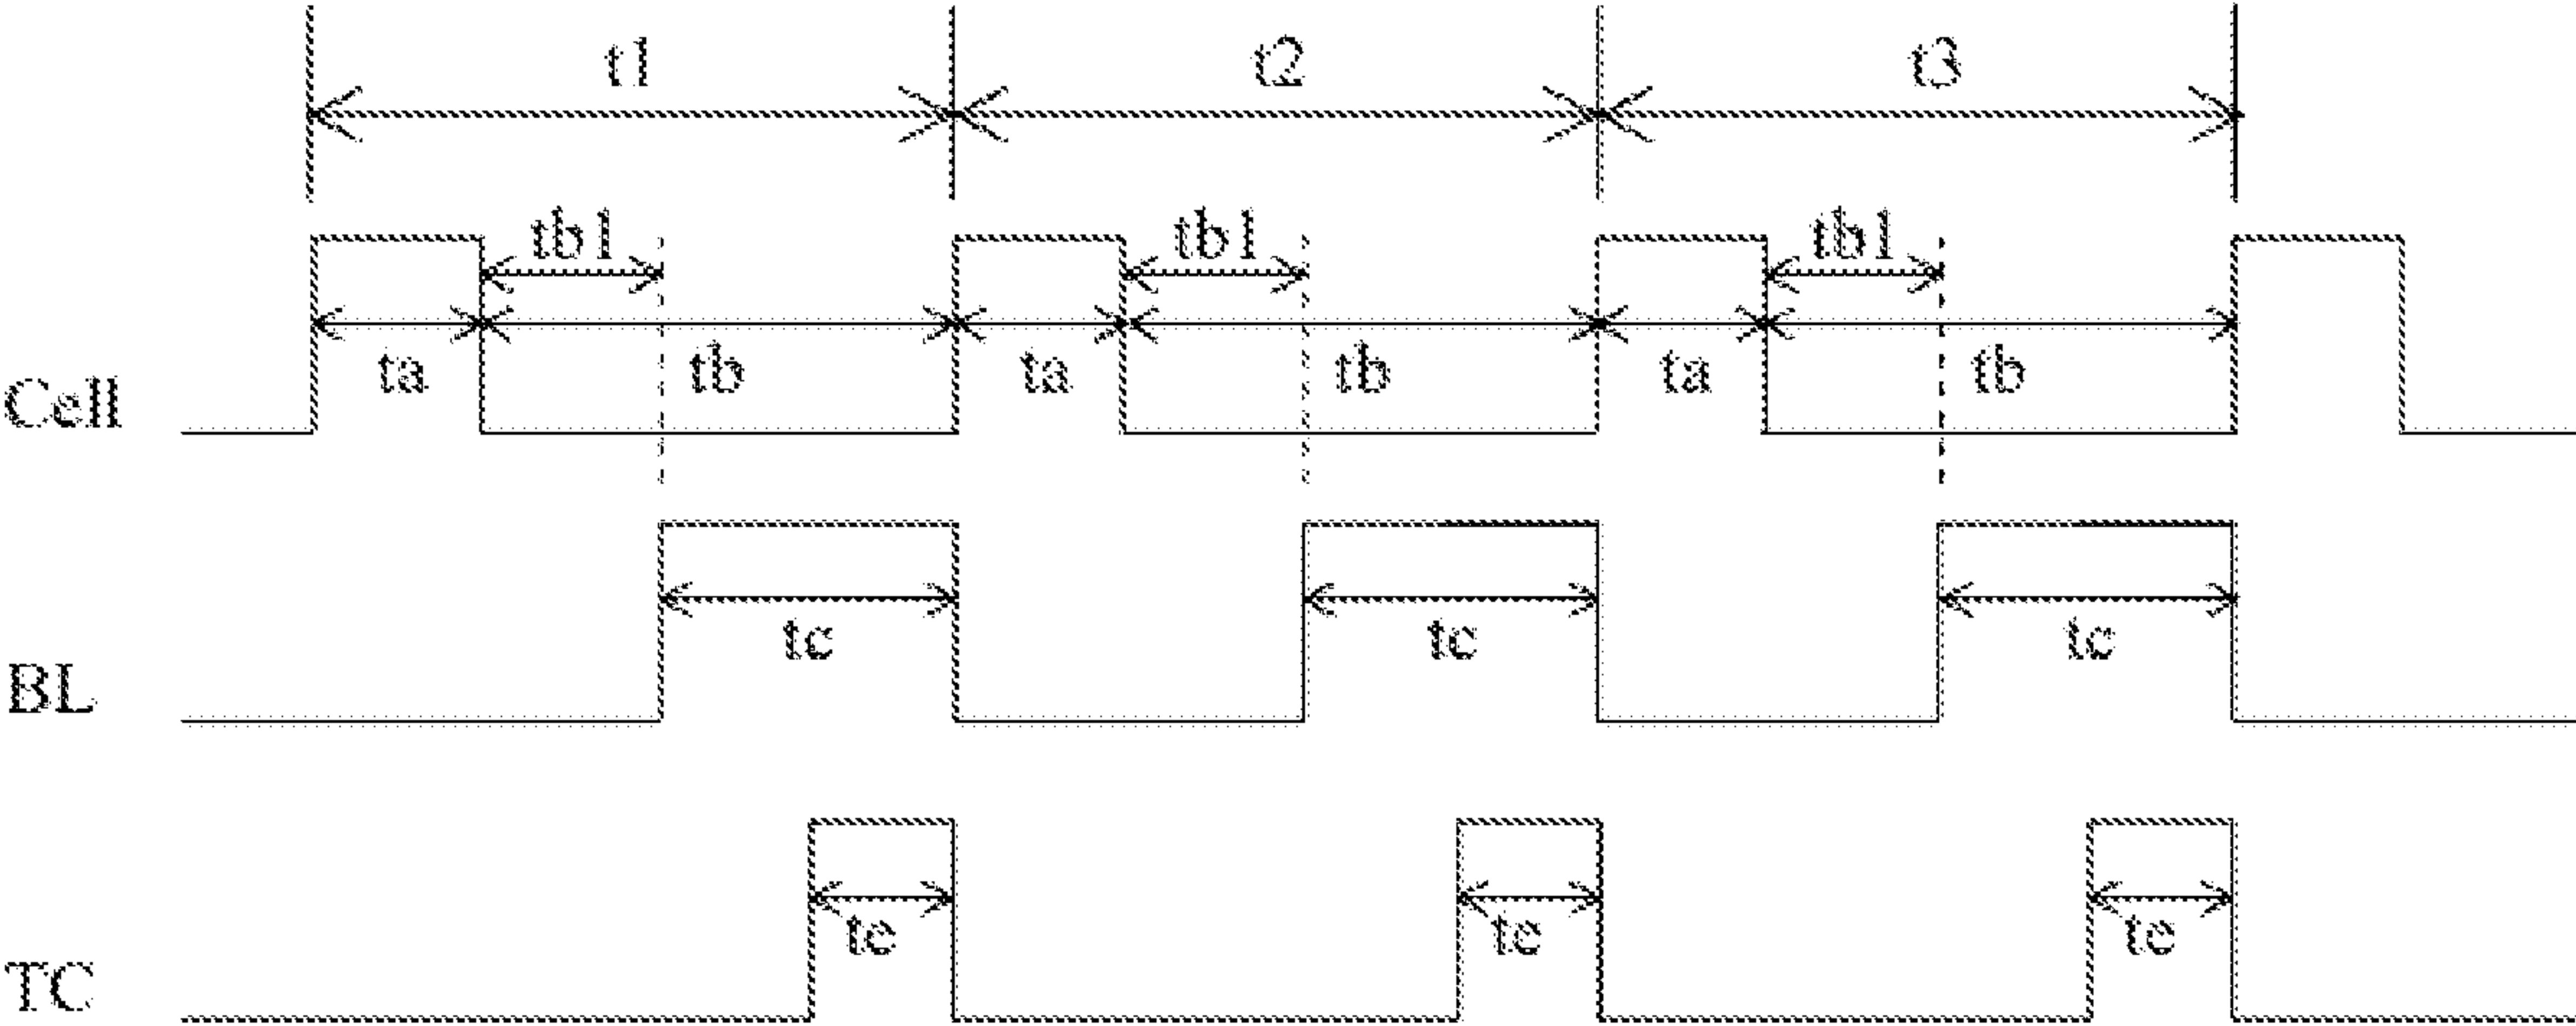 t1 t2 t3
tb1 tb1 tb1
ta tb ta tb ta tb
Cell
tc tc tc
BL
te te te
TC